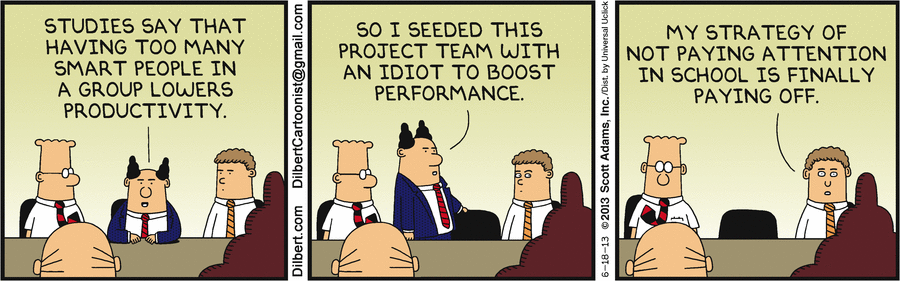 STUDIES SAY THAT
HAVING TOO MANY
SMART PEOPLE IN
A GROUP LOWERS
PRODUCTIVITY.
Dilbert.com DilbertCartoonist@gmail.com
SO I SEEDED THIS
PROJECT TEAM WITH
AN IDIOT TO BOOST
PERFORMANCE.
6-18-13 ©2013 Scott Adams, Inc. /Dist. by Universal Uclick
MY STRATEGY OF
NOT PAYING ATTENTION
IN SCHOOL IS FINALLY
PAYING OFF.